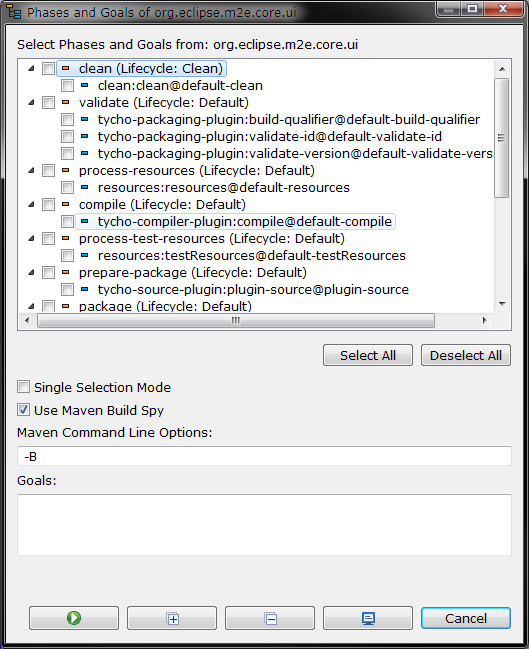 Phases and Goals of org.eclipse.m2e.core.ui
Select Phases and Goals from: org.eclipse.m2e.core.ui
clean (Lifecycle: Clean)
clean:clean@default-clean
validate (Lifecycle: Default)
tycho-packaging-plugin:build-qualifier@default-build-qualifier
tycho-packaging-plugin:validate-id@default-validate-id
tycho-packaging-plugin:validate-version@default-validate-vers
process-resources (Lifecycle: Default)
resources:resources@default-resources
compile (Lifecycle: Default)
tycho-compiler-plugin:compile@default-compile
process-test-resources (Lifecycle: Default)
resources:testResources@default-testResources
prepare-package (Lifecycle: Default)
tycho-source-plugin:plugin-source@plugin-source
package (Lifecycle: Default)
Select All Deselect All
Single Selection Mode
Use Maven Build Spy
Maven Command Line Options:
-B
Goals:
Cancel